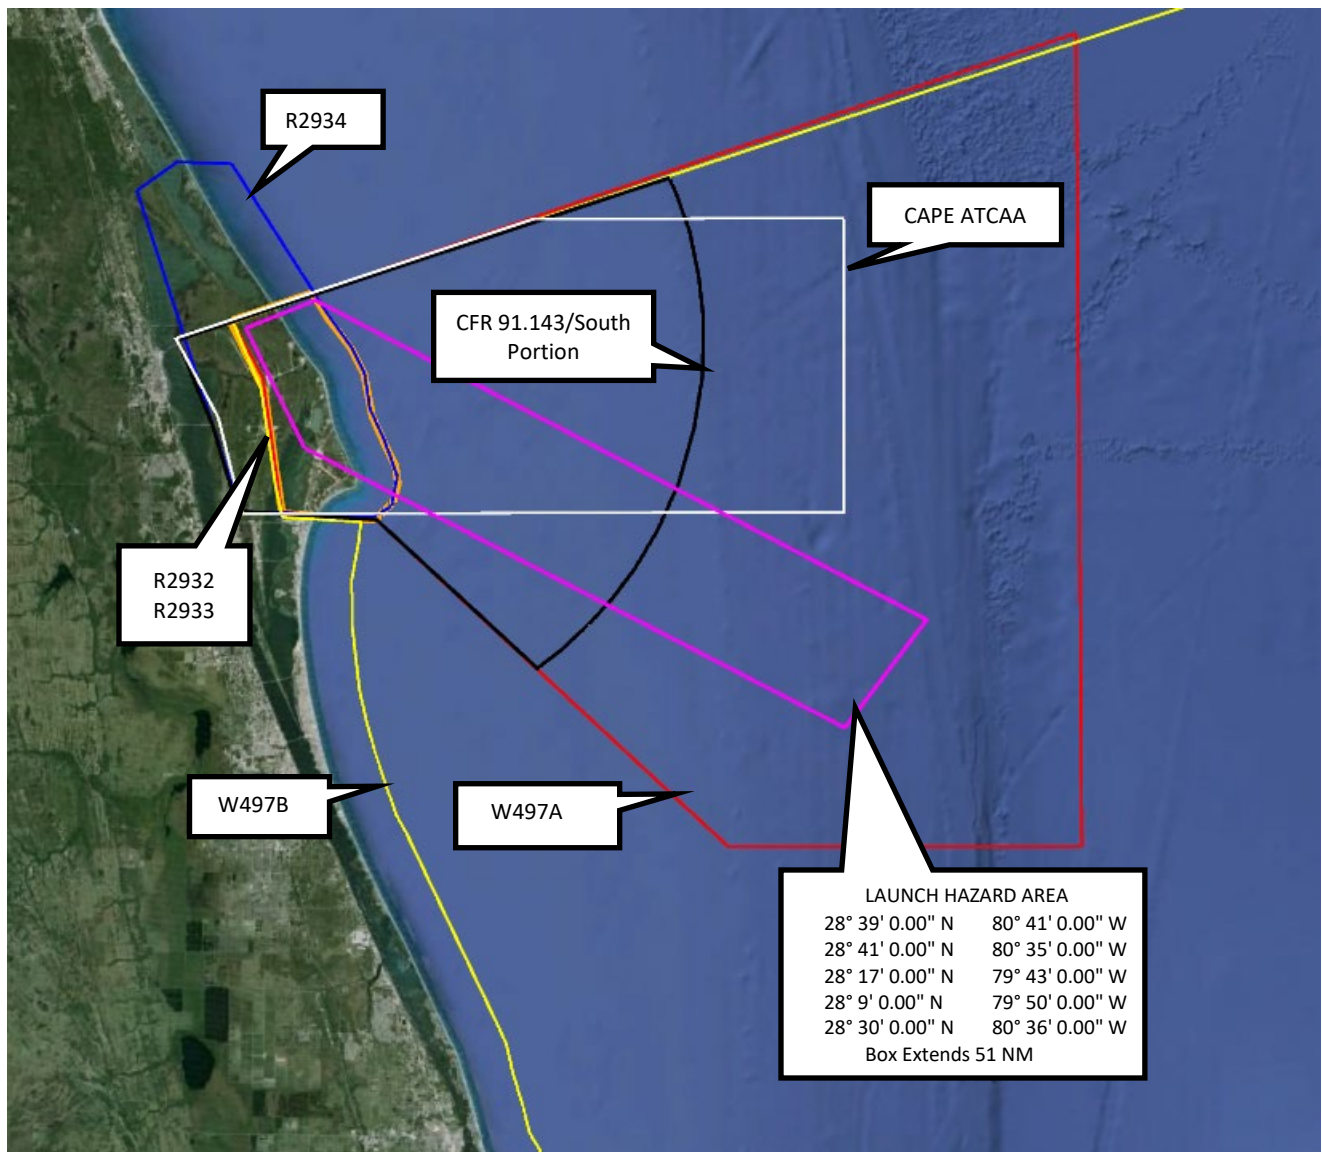 R2934
CAPE ATCAA
CFR 91.143/South
Portion
R2932
R2933
W497B
W497A
LAUNCH HAZARD AREA
28° 39' 0.00" N 80° 41' 0.00" W
28° 41' 0.00" N 80° 35' 0.00" W
28° 17' 0.00" N 79° 43' 0.00" W
28° 9' 0.00" N 79° 50' 0.00" W
28° 30' 0.00" N 80° 36' 0.00" W
Box Extends 51 NM